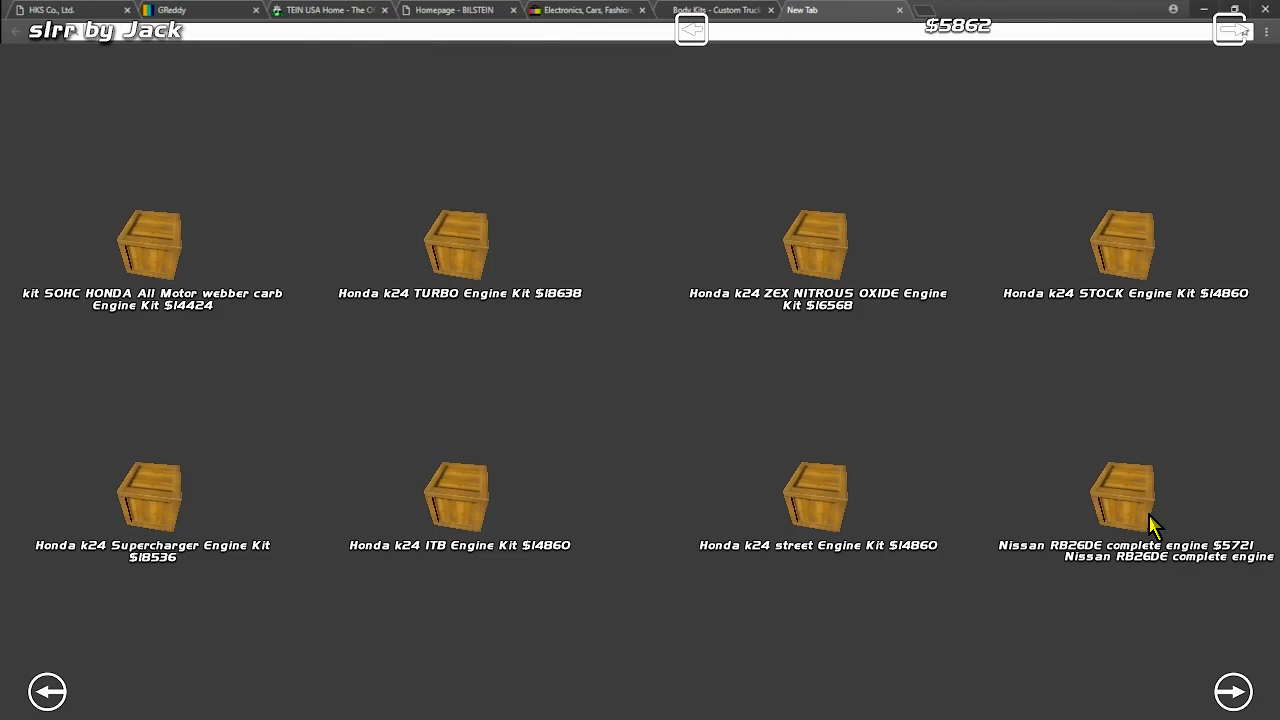 HKS Co., Ltd.
GReddy
TEIN USA Home - The O
Homepage - BILSTEIN
Electronics, Cars, Fashion
Body Kits - Custom Truck
New Tab
slrr by Jack
$5862
kit SOHC HONDA All Motor webber carb
Engine Kit $14424
Honda k24 TURBO Engine Kit $18638
Honda k24 ZEX NITROUS OXIDE Engine
Kit $16568
Honda k24 STOCK Engine Kit $14860
Honda k24 Supercharger Engine Kit
$18536
Honda k24 ITB Engine Kit $14860
Honda k24 street Engine Kit $14860
Nissan RB26DE complete engine $5721
Nissan RB26DE complete engine